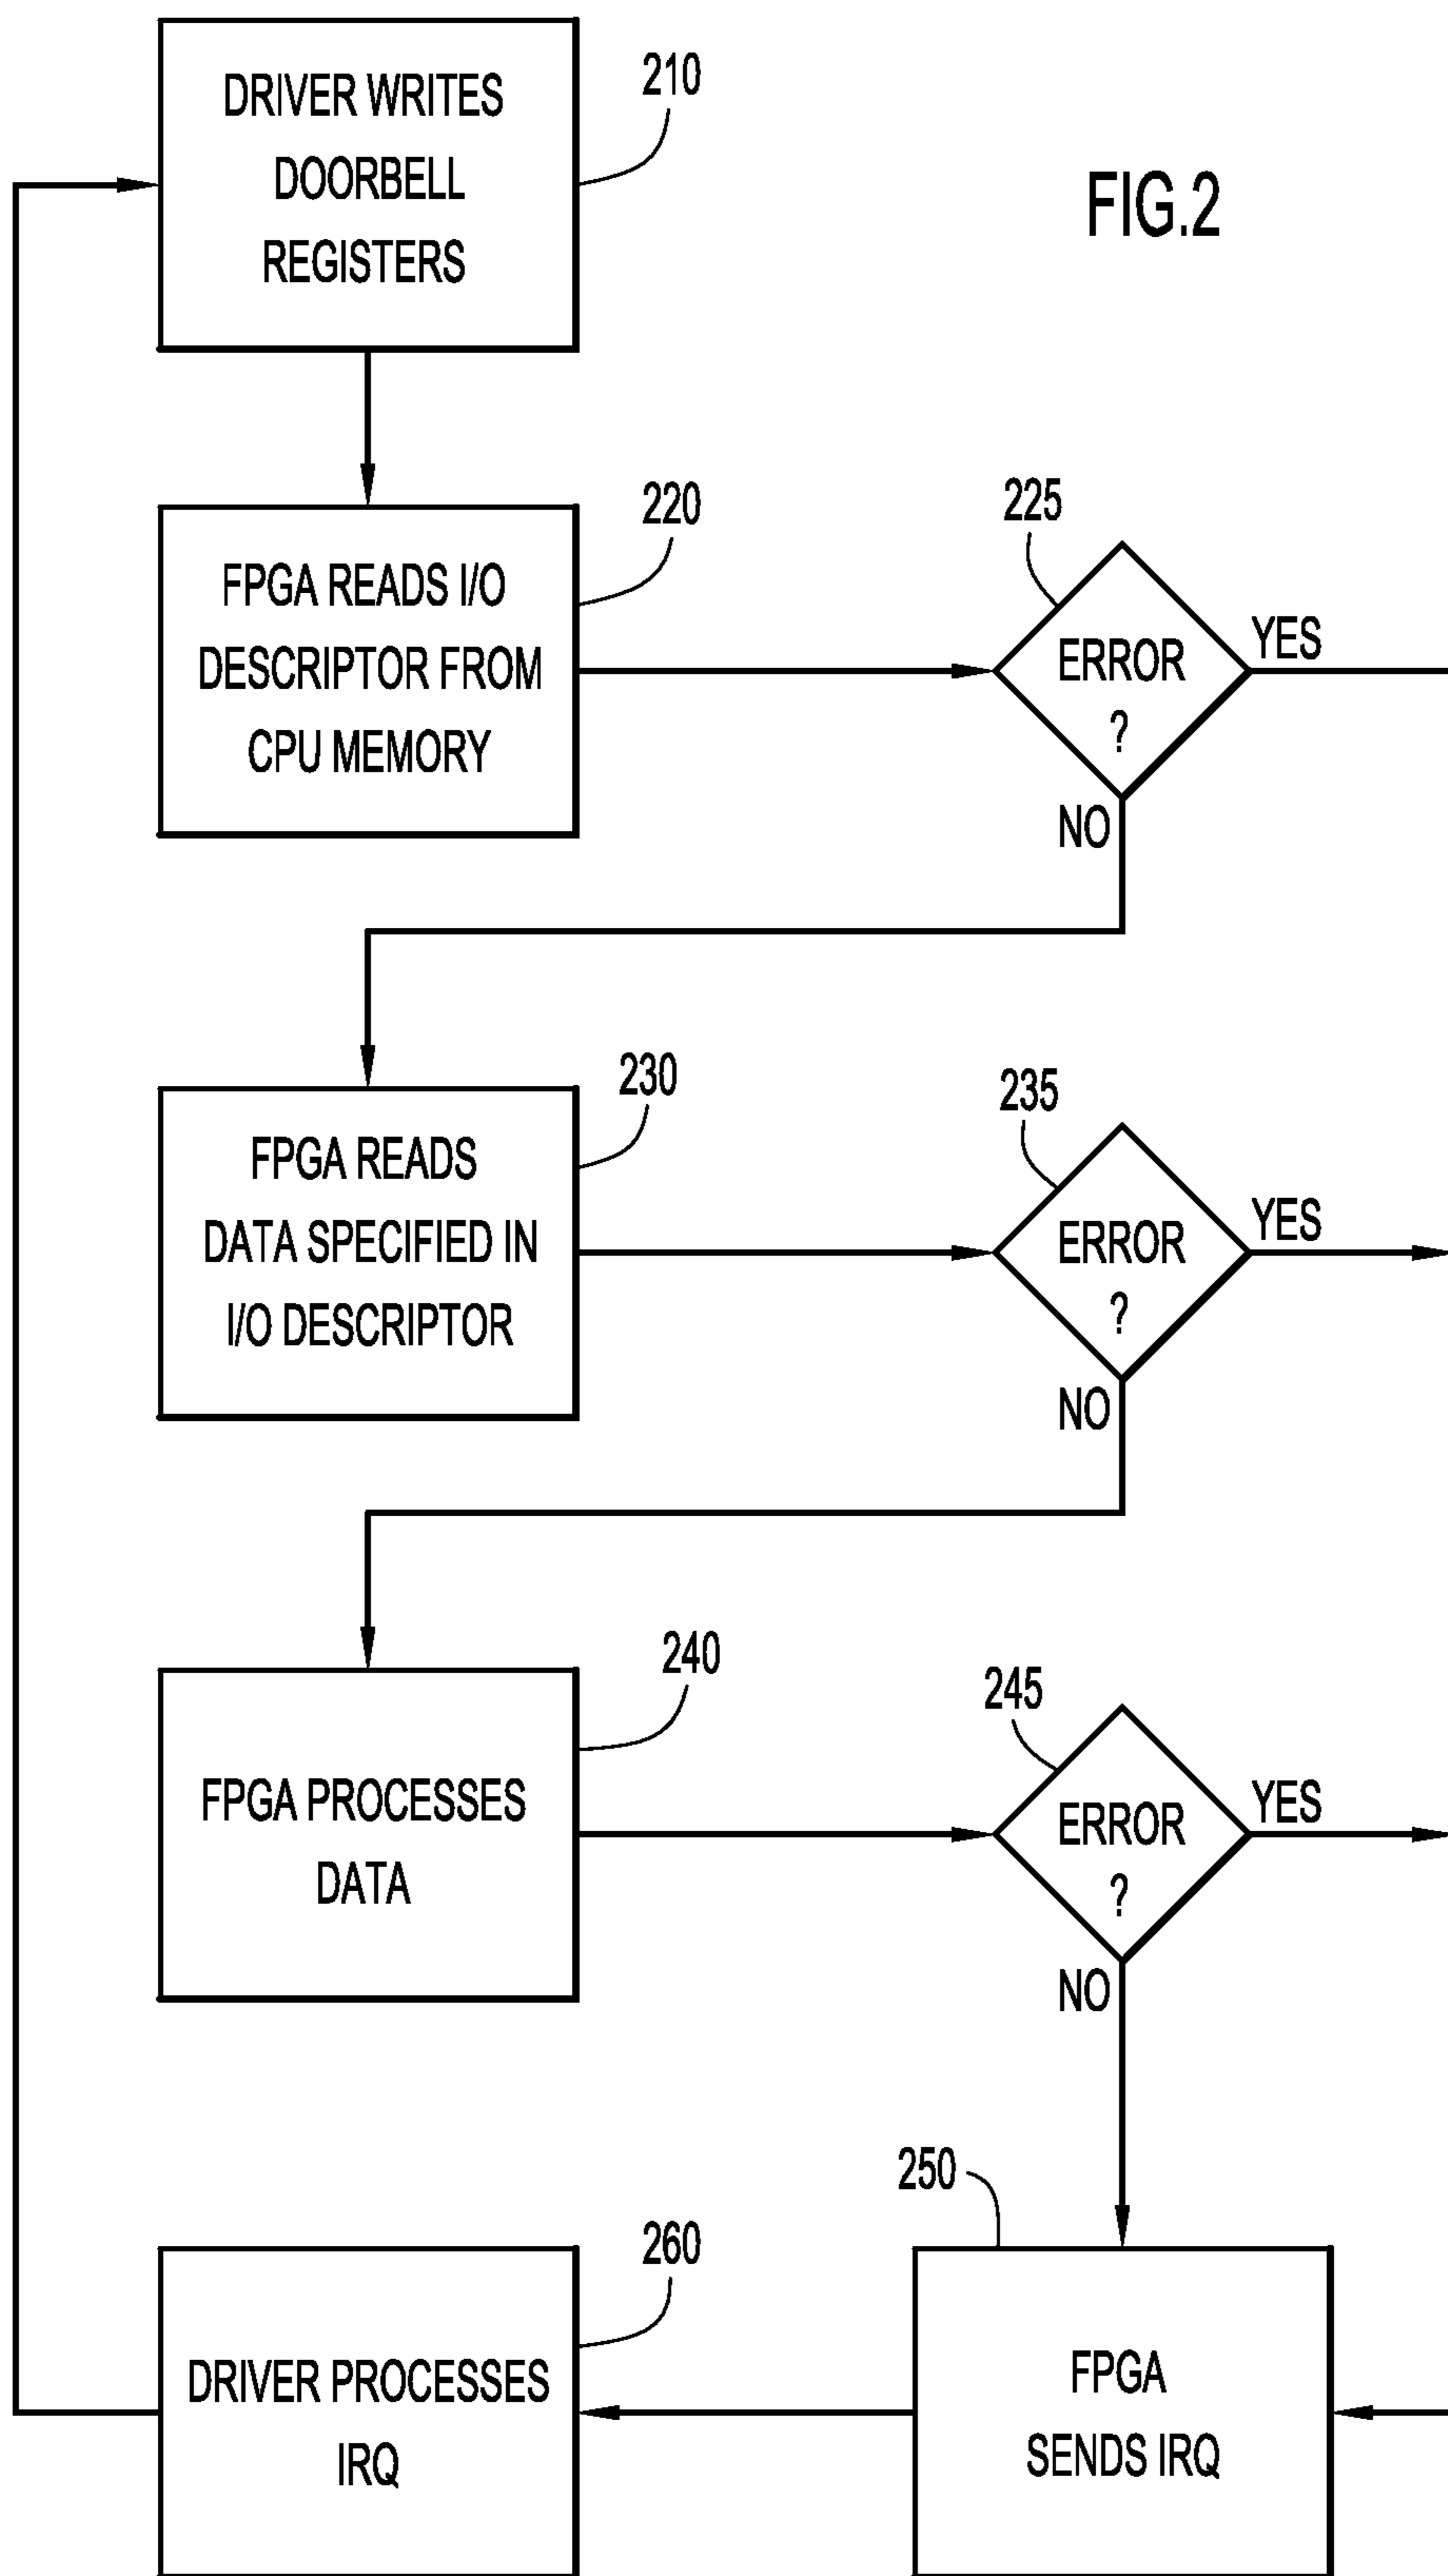 DRIVER WRITES
DOORBELL
REGISTERS
210
FIG.2
FPGA READS I/O
DESCRIPTOR FROM
CPU MEMORY
220
225
ERROR
?
YES
NO
FPGA READS
DATA SPECIFIED IN
I/O DESCRIPTOR
230
235
ERROR
?
YES
NO
FPGA PROCESSES
DATA
240
245
ERROR
?
YES
NO
250
FPGA
SENDS IRQ
260
DRIVER PROCESSES
IRQ